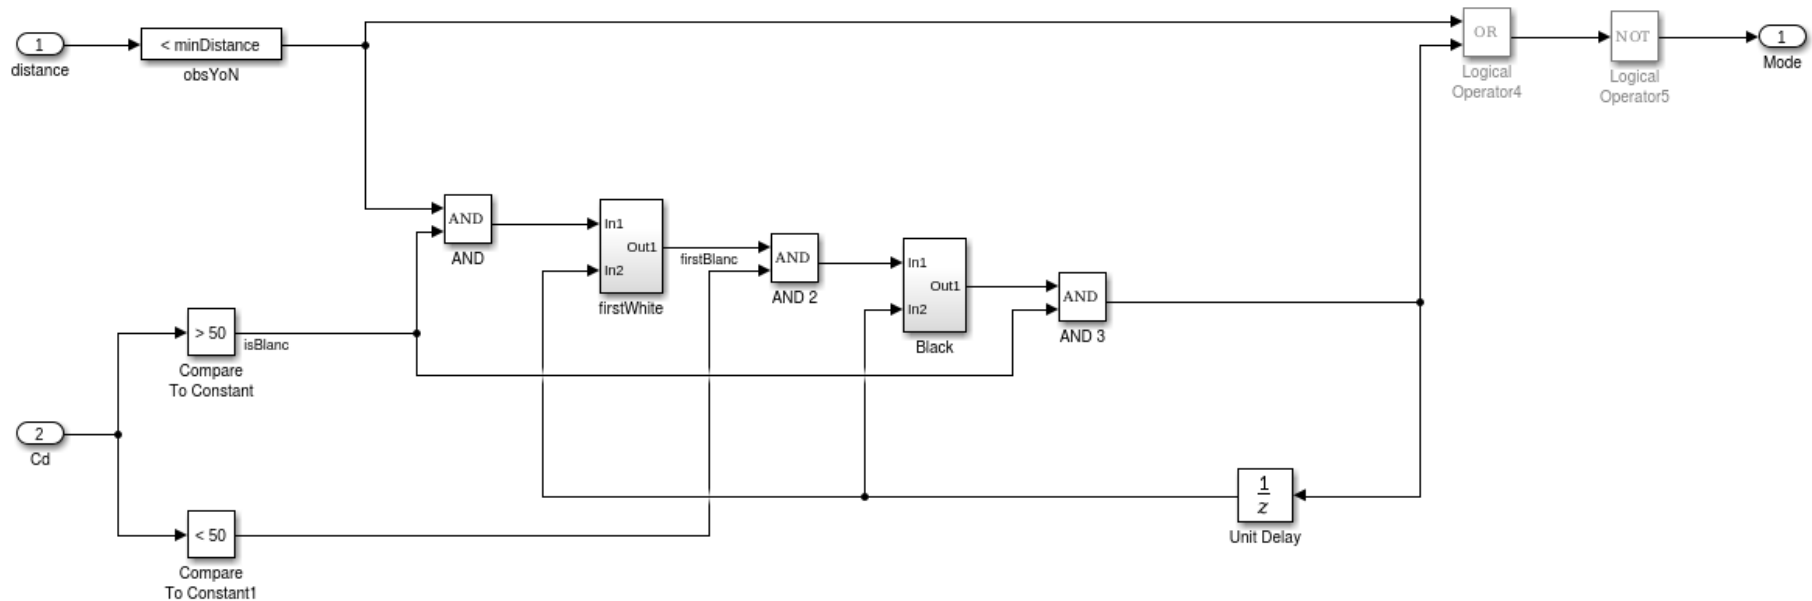 1
distance
< minDistance
obsYoN
OR
Logical
Operator4
NOT
Logical
Operator5
1
Mode
AND
AND
In1
Out1
In2
firstWhite
firstBlanc
AND
AND 2
In1
Out1
In2
Black
AND
AND 3
> 50
isBlanc
Compare
To Constant
2
Cd
< 50
Compare
To Constant1
1
z
Unit Delay